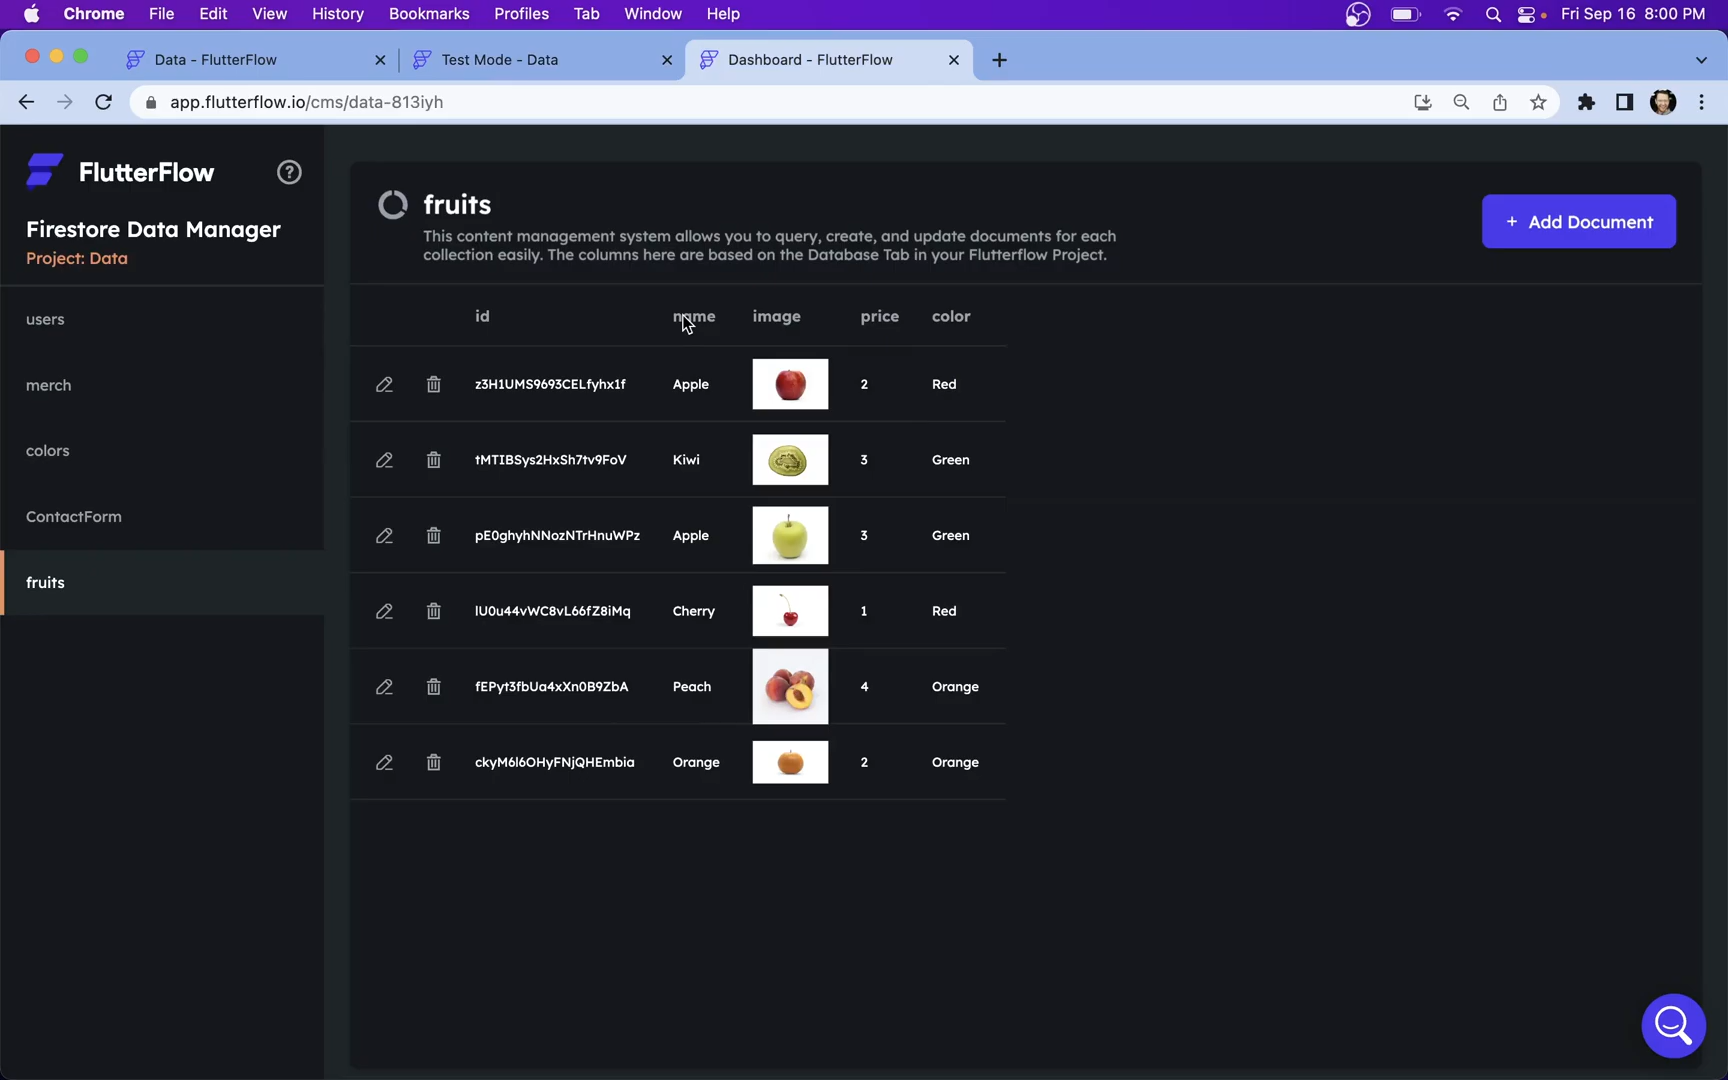 Chrome File Edit View History Bookmarks Profiles Tab Window Help Fri Sep 16 8:00 PM
Data - FlutterFlow Test Mode - Data Dashboard - FlutterFlow
app.flutterflow.io/cms/data-813iyh
FlutterFlow ?
Firestore Data Manager
Project: Data
users
merch
colors
ContactForm
fruits
fruits
This content management system allows you to query, create, and update documents for each
collection easily. The columns here are based on the Database Tab in your Flutterflow Project.
+ Add Document
id name image price color
z3H1UMS9693CELfyhx1f Apple 2 Red
tMTIBSys2HxSh7tv9FoV Kiwi 3 Green
pE0ghyhNNozNTrHnuWPz Apple 3 Green
lU0u44vWC8vL66fZ8iMq Cherry 1 Red
fEPyt3fbUa4xXn0B9ZbA Peach 4 Orange
ckyM6l6OHyFNjQHEmbia Orange 2 Orange